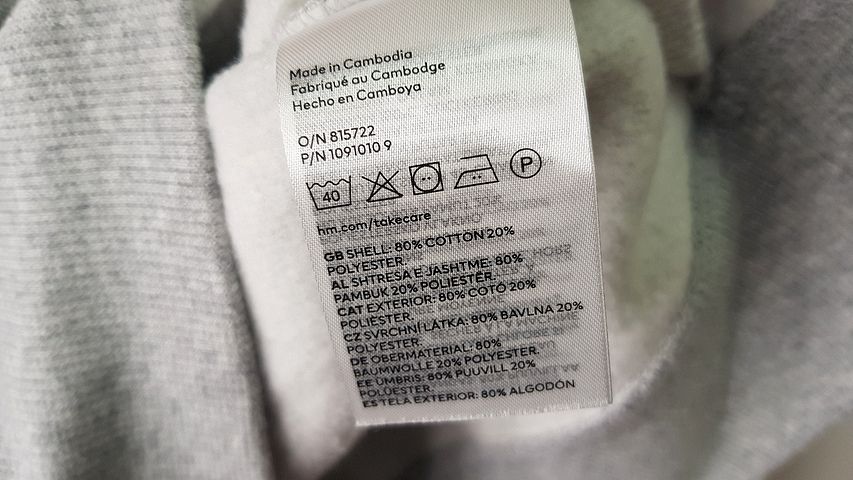 Made in Cambodia
Fabriqué au Cambodge
Hecho en Camboya
O/N 815722
P/N 1091010 9
40
P
hm.com/takecare
GB SHELL: 80% COTTON 20%
POLYESTER.
AL SHTRESA E JASHTME: 80%
PAMBUK 20% POLIESTËR.
CAT EXTERIOR: 80% COTÓ 20%
POLIÈSTER.
CZ SVRCHNÍ LÁTKA: 80% BAVLNA 20%
POLYESTER.
DE OBERMATERIAL: 80%
BAUMWOLLE 20% POLYESTER.
EE ÜMBRIS: 80% PUUVILL 20%
POLÜESTER.
ES TELA EXTERIOR: 80% ALGODÓN